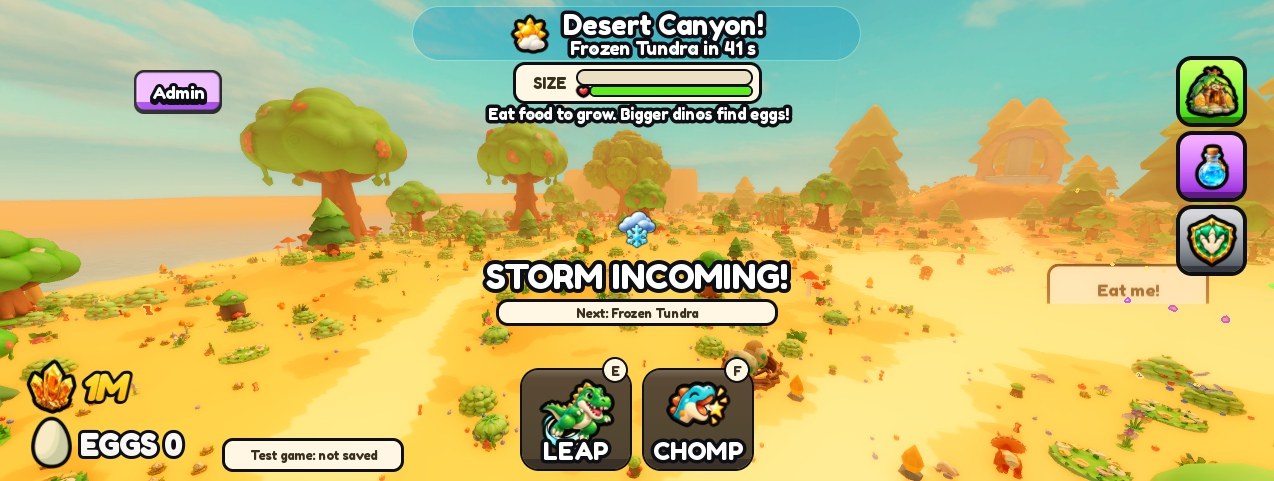 Desert Canyon!
Frozen Tundra in 41 s
Admin
SIZE
Eat food to grow. Bigger dinos find eggs!
STORM INCOMING!
Next: Frozen Tundra
Eat me!
1M
EGGS 0
Test game: not saved
E
LEAP
F
CHOMP